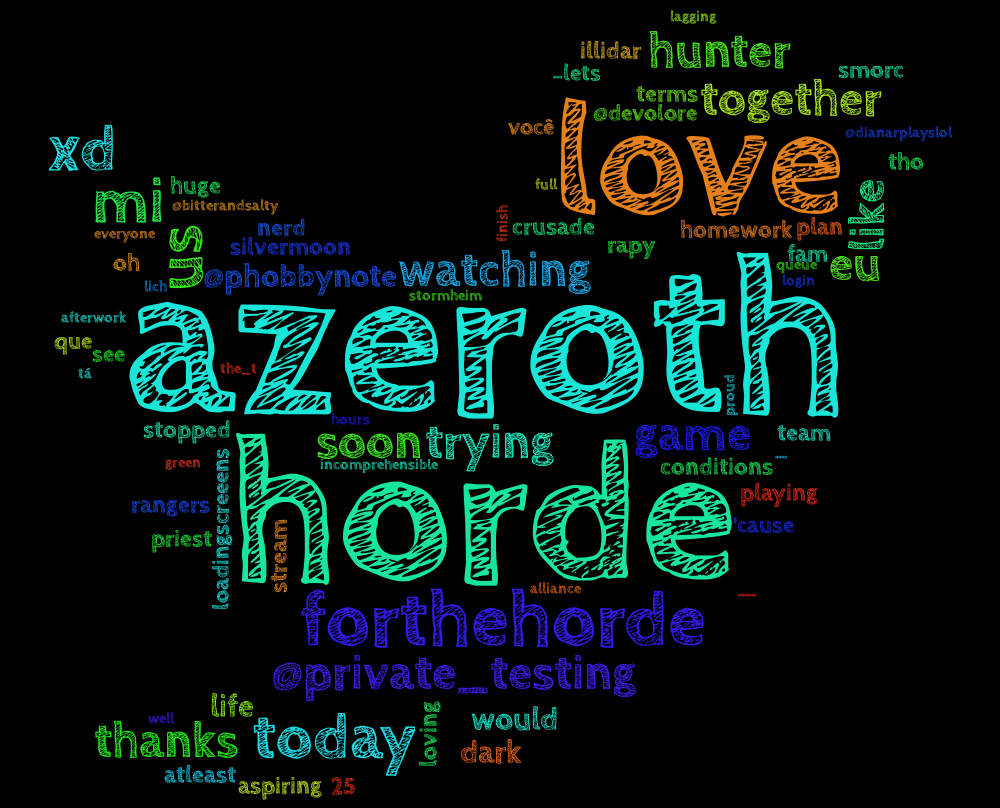 lagging
illidar hunter
_lets smorc
terms together
@devolore
você love @dianarplayslol
xd tho
mi huge full like
@bitterandsalty
us finish crusade homework plan
everyone nerd
silvermoon rapy fam
oh eu
@phobbynote watching queue
lich login
stormheim
afterwork azeroth
que
see
tá the_t proud
hours
stopped soon trying game team
green incomprehensible conditions
loadingscreeens horde playing
rangers stream 'cause
priest
alliance
forthehorde
@private_testing
life
well loving would
thanks today dark
atleast
aspiring 25